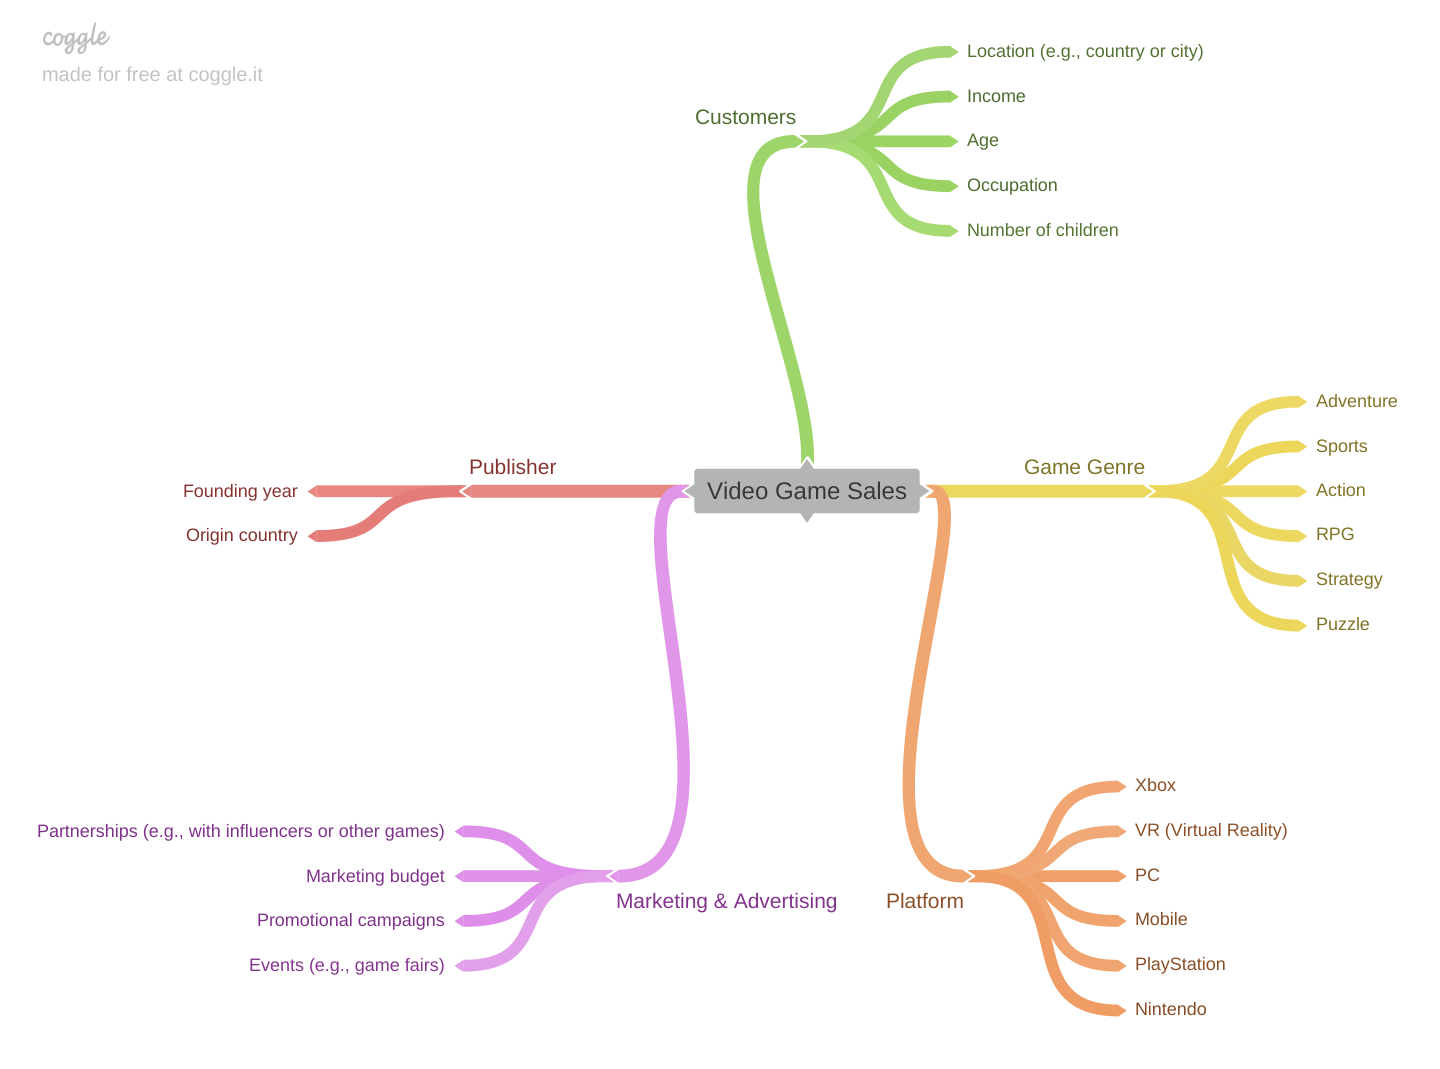 coggle
made for free at coggle.it
Customers
Location (e.g., country or city)
Income
Age
Occupation
Number of children
Video Game Sales
Game Genre
Adventure
Sports
Action
RPG
Strategy
Puzzle
Publisher
Founding year
Origin country
Marketing & Advertising
Partnerships (e.g., with influencers or other games)
Marketing budget
Promotional campaigns
Events (e.g., game fairs)
Platform
Xbox
VR (Virtual Reality)
PC
Mobile
PlayStation
Nintendo